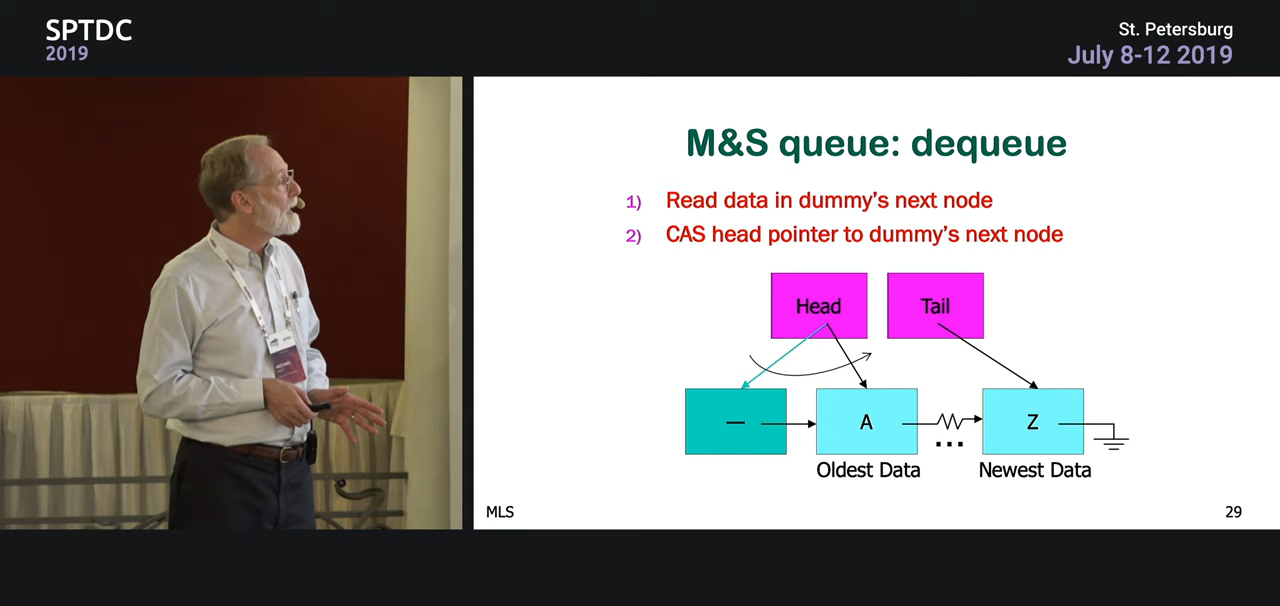 SPTDC
2019
St. Petersburg
July 8-12 2019
M&S queue: dequeue
1) Read data in dummy's next node
2) CAS head pointer to dummy's next node
Head
Tail
—
A
...
Z
Oldest Data
Newest Data
MLS
29